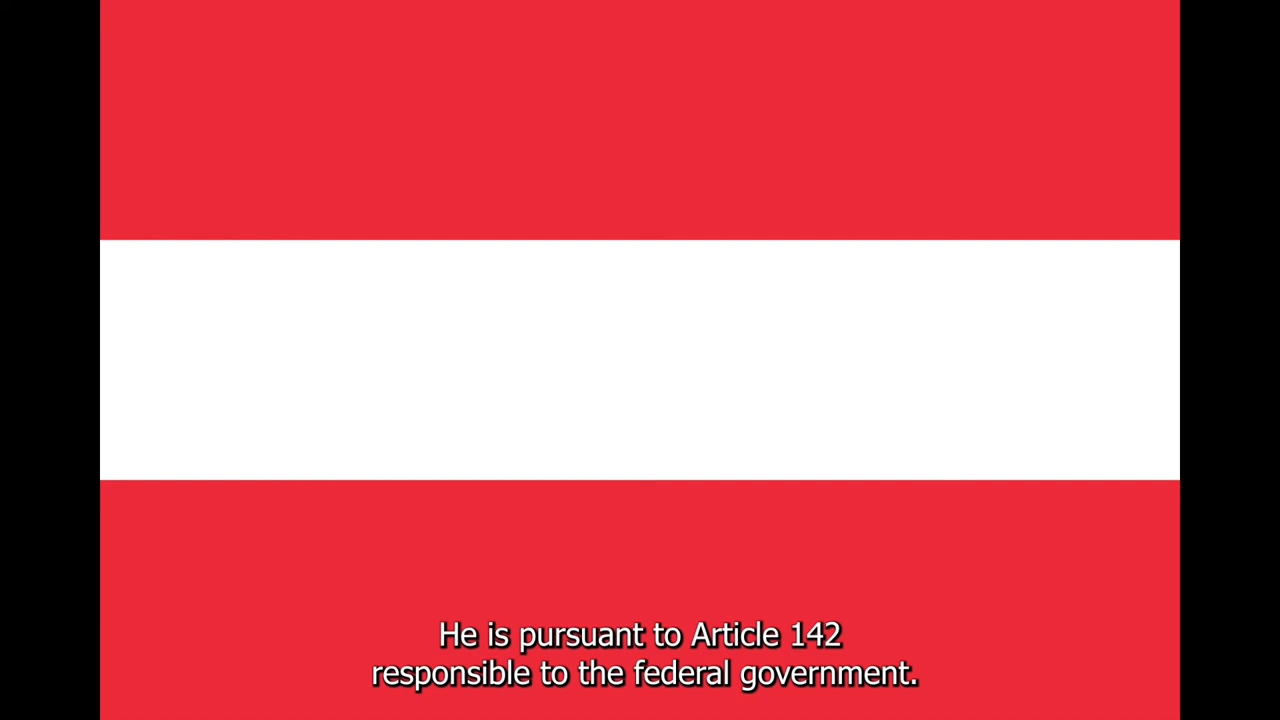 He is pursuant to Article 142
responsible to the federal government.